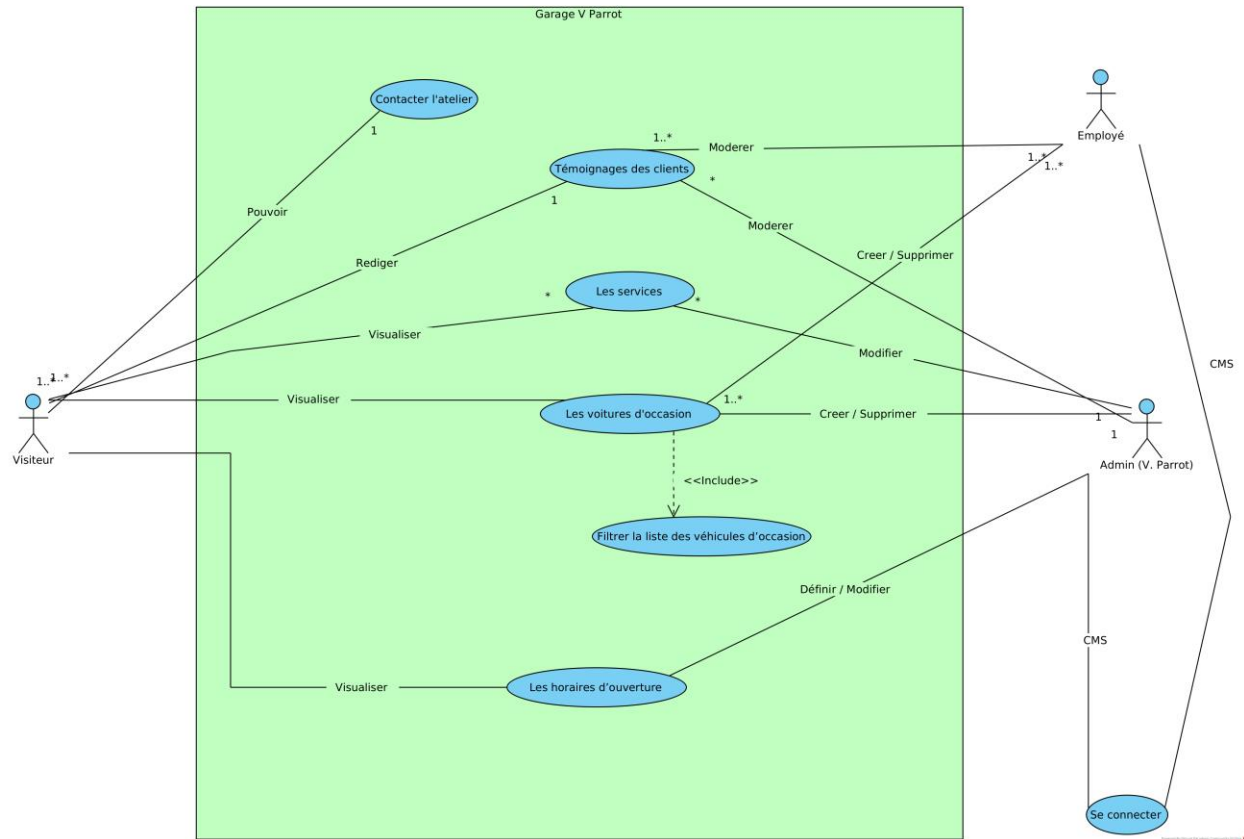 Garage V Parrot
Contacter l'atelier
1
Employé
1..*
Moderer
1..*
1..*
Témoignages des clients
*
1
Pouvoir
Moderer
Rediger
Creer / Supprimer
Les services
*
*
Visualiser
Modifier
CMS
1..*
1..*
Visualiser
Les voitures d'occasion
1..*
Creer / Supprimer
1
1
Visiteur
Admin (V. Parrot)
<<Include>>
Filtrer la liste des véhicules d’occasion
Définir / Modifier
CMS
Visualiser
Les horaires d’ouverture
Se connecter